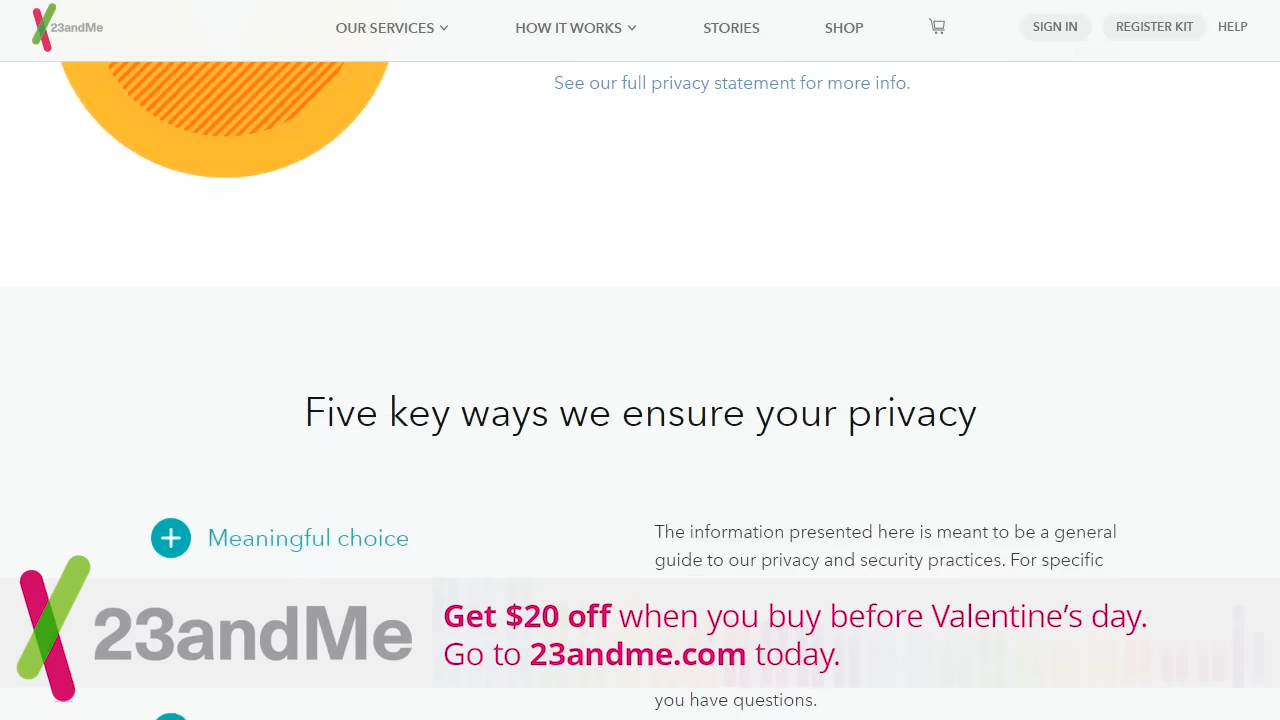 23andMe
OUR SERVICES
HOW IT WORKS
STORIES
SHOP
SIGN IN
REGISTER KIT
HELP
See our full privacy statement for more info.
Five key ways we ensure your privacy
Meaningful choice
The information presented here is meant to be a general
guide to our privacy and security practices. For specific
23andMe
Get $20 off when you buy before Valentine's day.
Go to 23andme.com today.
you have questions.